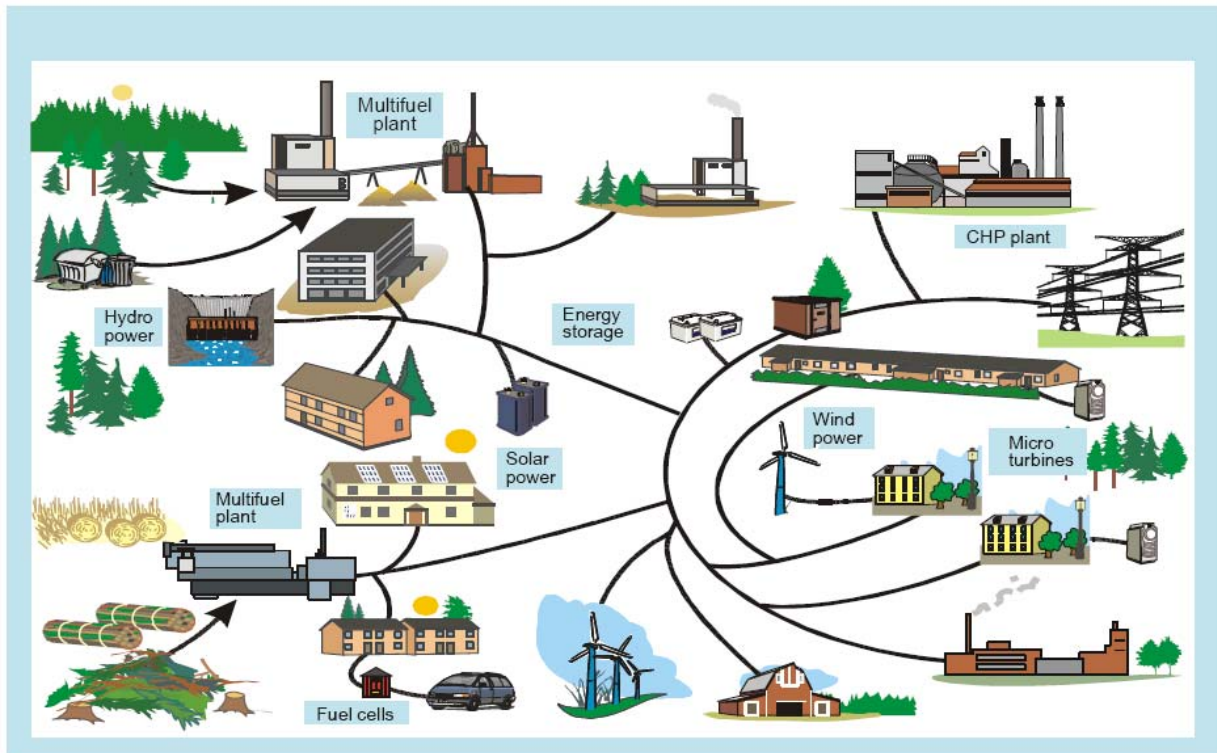 Multifuel
plant
CHP plant
Hydro
power
Energy
storage
Wind
power
Micro
turbines
Solar
power
Multifuel
plant
Fuel cells